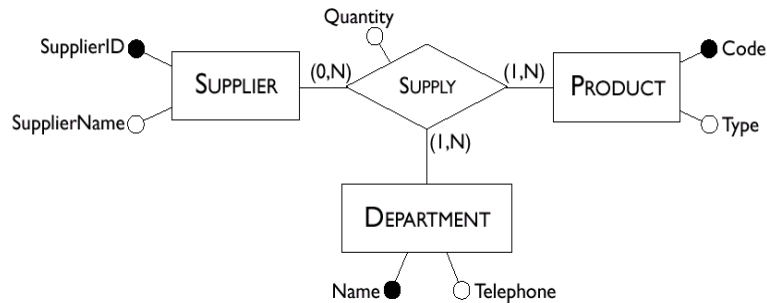 Quantity
SupplierID
SUPPLIER
(0,N)
SUPPLY
(1,N)
PRODUCT
Code
SupplierName
Type
(1,N)
DEPARTMENT
Name
Telephone